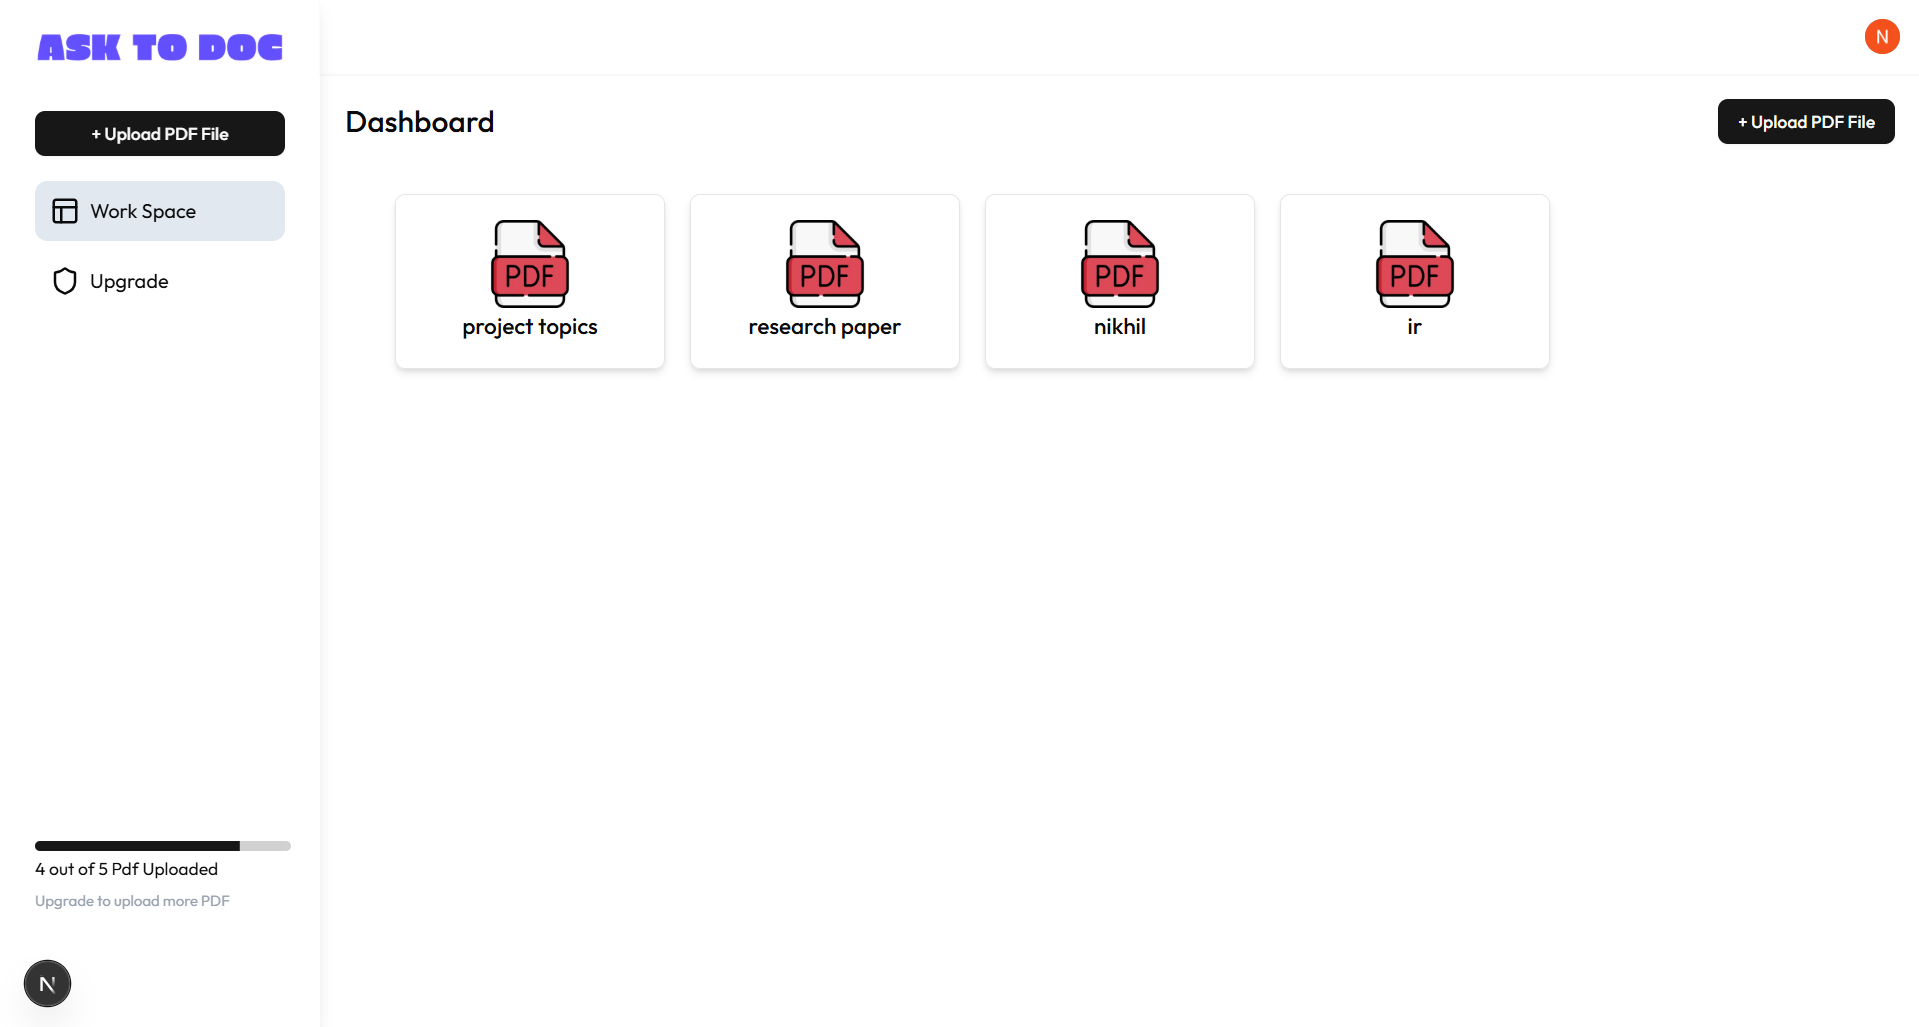 ASK TO DOC
N
+ Upload PDF File
Work Space
Upgrade
Dashboard
+ Upload PDF File
PDF
project topics
PDF
research paper
PDF
nikhil
PDF
ir
4 out of 5 Pdf Uploaded
Upgrade to upload more PDF
N